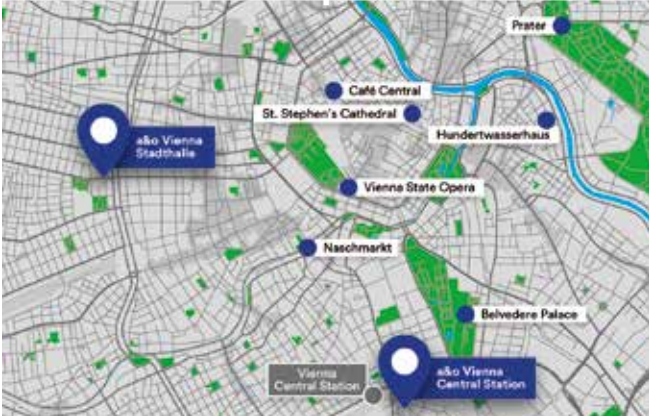 Prater
Café Central
St. Stephen's Cathedral
Hundertwasserhaus
a&o Vienna
Stadthalle
Vienna State Opera
Naschmarkt
Belvedere Palace
Vienna
Central Station
a&o Vienna
Central Station